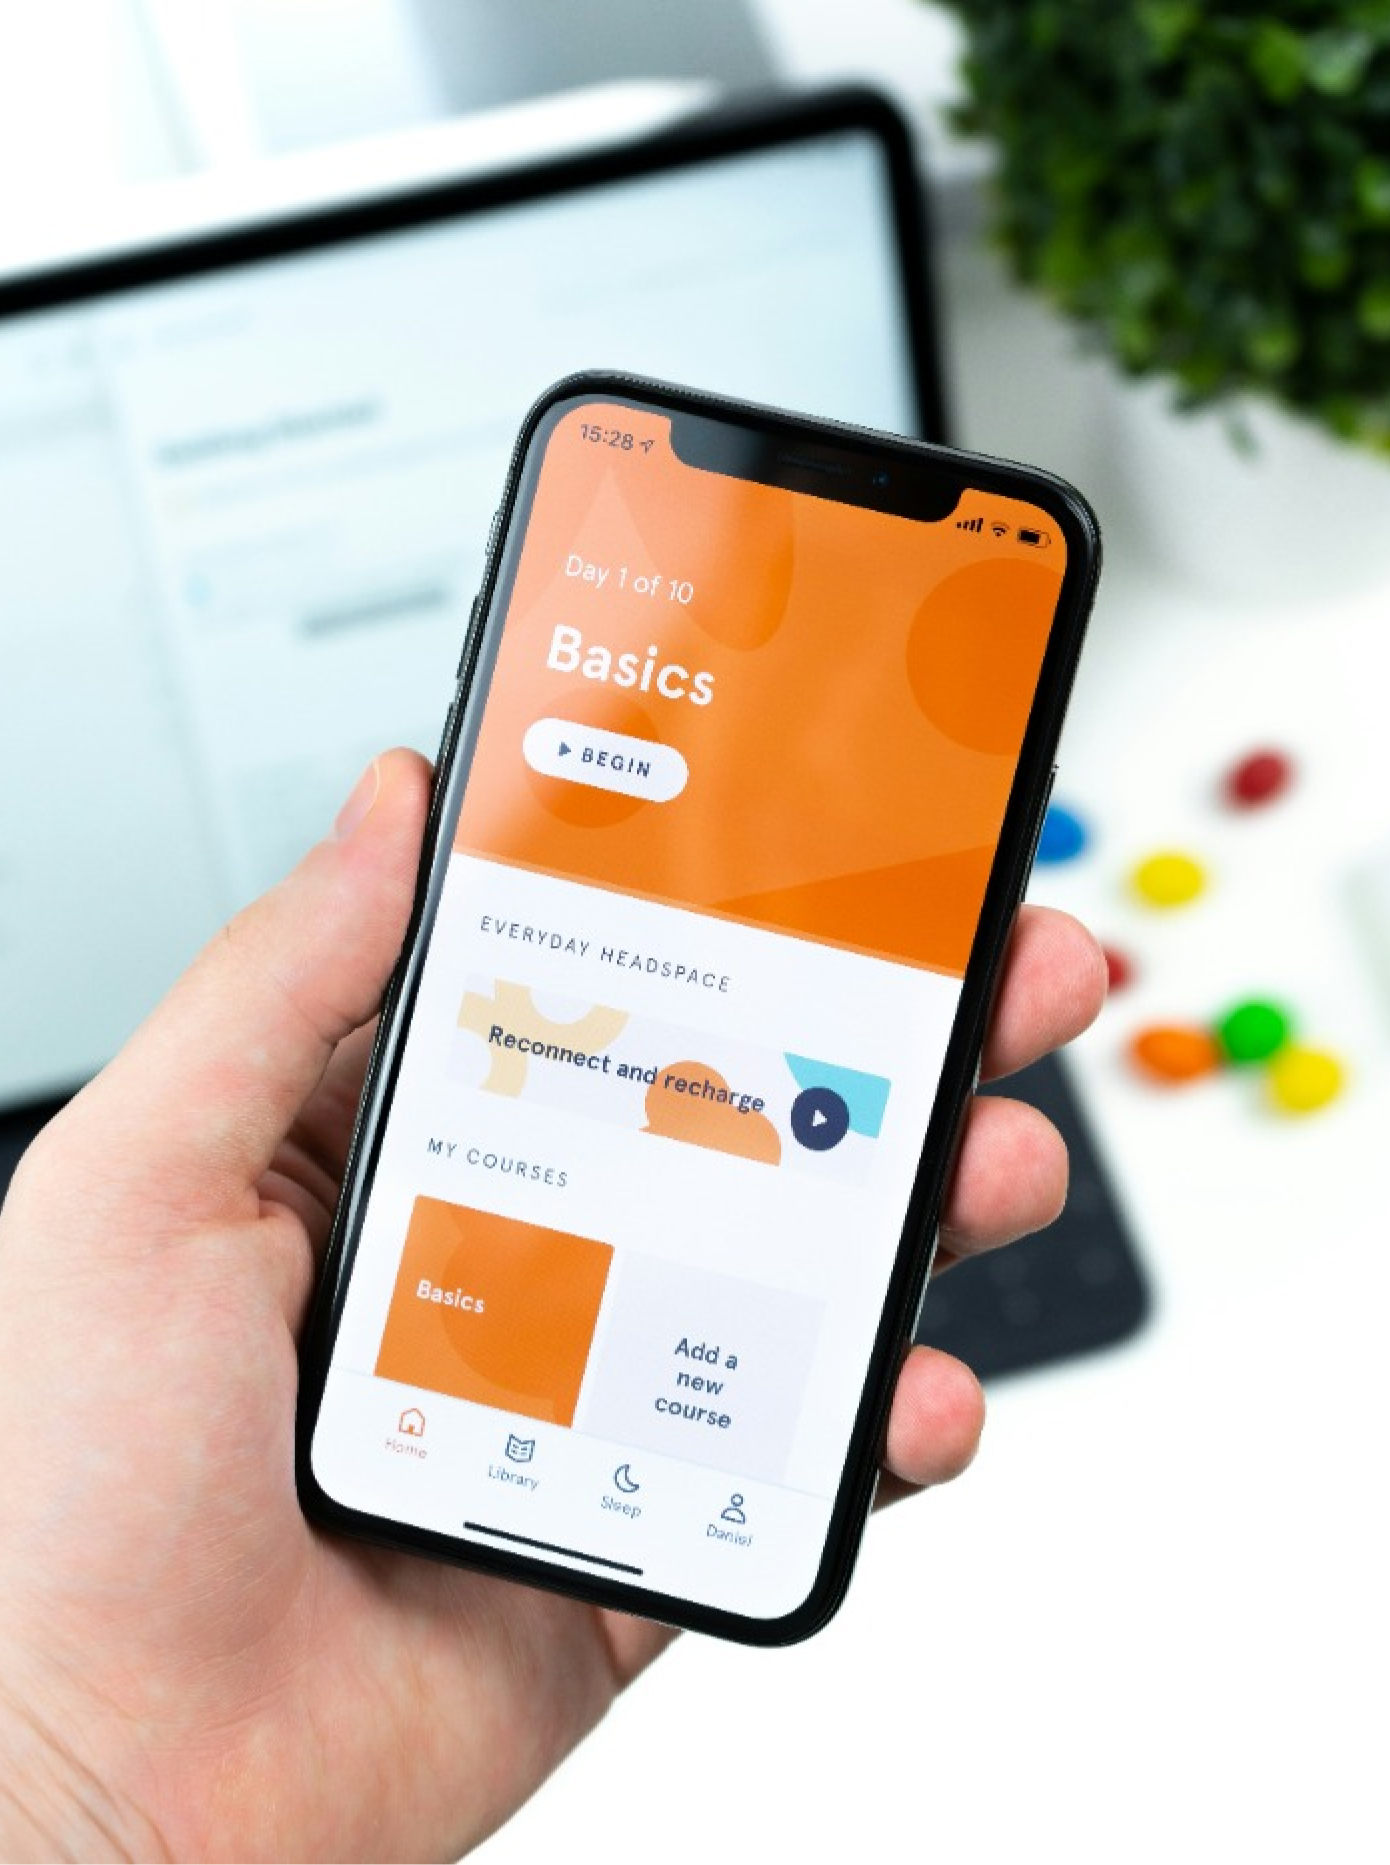 15:28
Day 1 of 10
Basics
BEGIN
EVERYDAY HEADSPACE
Reconnect and recharge
MY COURSES
Basics
Add a
new
course
Home
Library
Sleep
Daniel